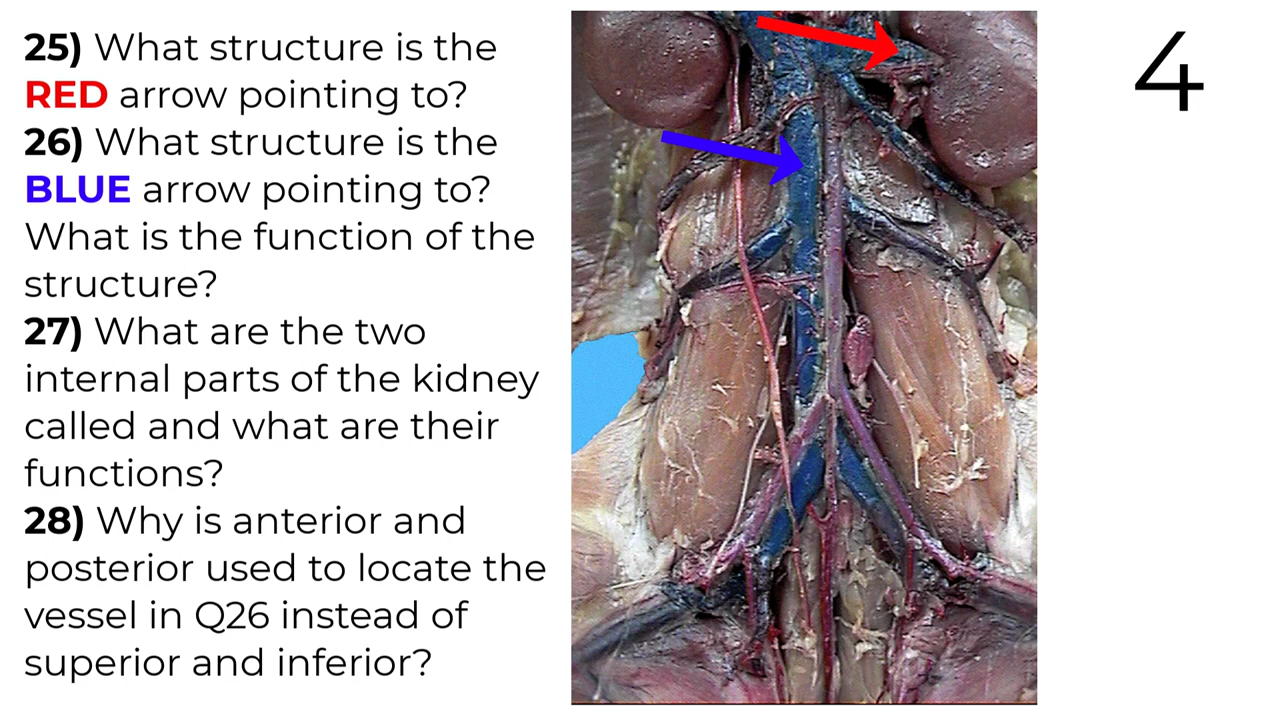 25) What structure is the
RED arrow pointing to?
26) What structure is the
BLUE arrow pointing to?
What is the function of the
structure?
27) What are the two
internal parts of the kidney
called and what are their
functions?
28) Why is anterior and
posterior used to locate the
vessel in Q26 instead of
superior and inferior?
4